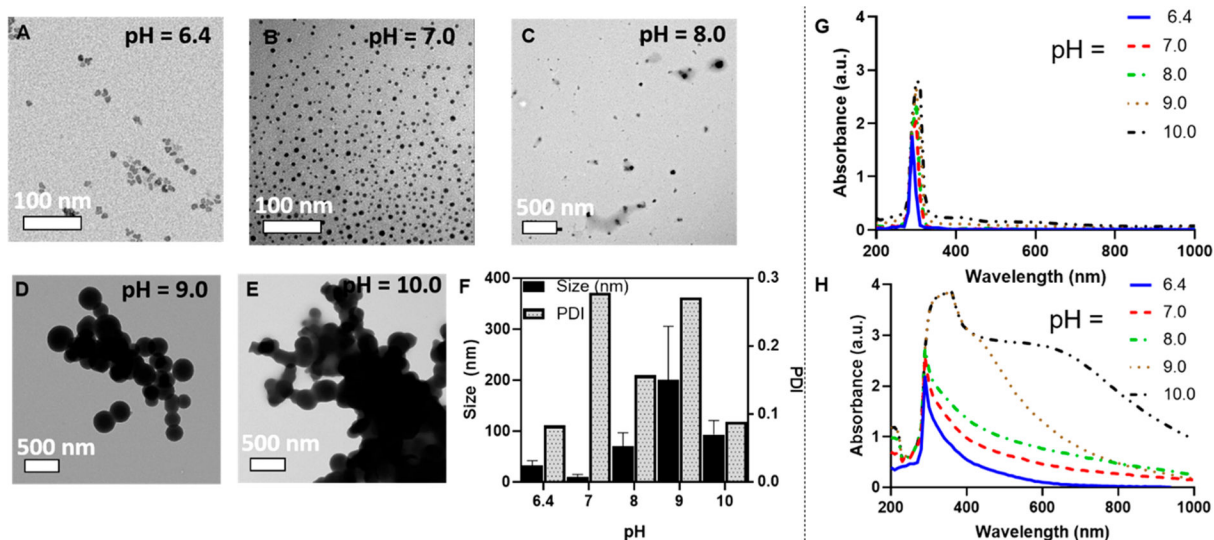 A
pH = 6.4
100 nm
B
pH = 7.0
100 nm
C
pH = 8.0
500 nm
D
pH = 9.0
500 nm
E
pH = 10.0
500 nm
F
Size (nm)
PDI
400
300
200
100
0
Size (nm)
0.3
0.2
0.1
0.0
PDI
6.4 7 8 9 10
pH
G
pH =
6.4
7.0
8.0
9.0
10.0
Absorbance (a.u.)
4
3
2
1
0
200 400 600 800 1000
Wavelength (nm)
H
pH =
6.4
7.0
8.0
9.0
10.0
Absorbance (a.u.)
4
3
2
1
0
200 400 600 800 1000
Wavelength (nm)